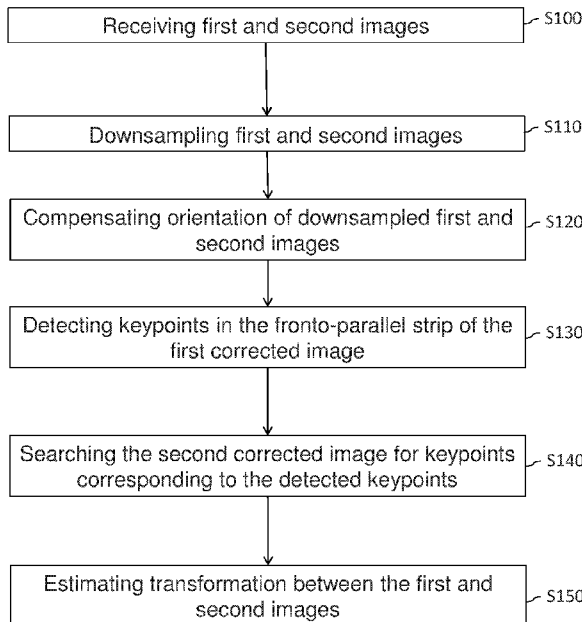 Receiving first and second images
S100
Downsampling first and second images
S110
Compensating orientation of downsampled first and
second images
S120
Detecting keypoints in the fronto-parallel strip of the
first corrected image
S130
Searching the second corrected image for keypoints
corresponding to the detected keypoints
S140
Estimating transformation between the first and
second images
S150